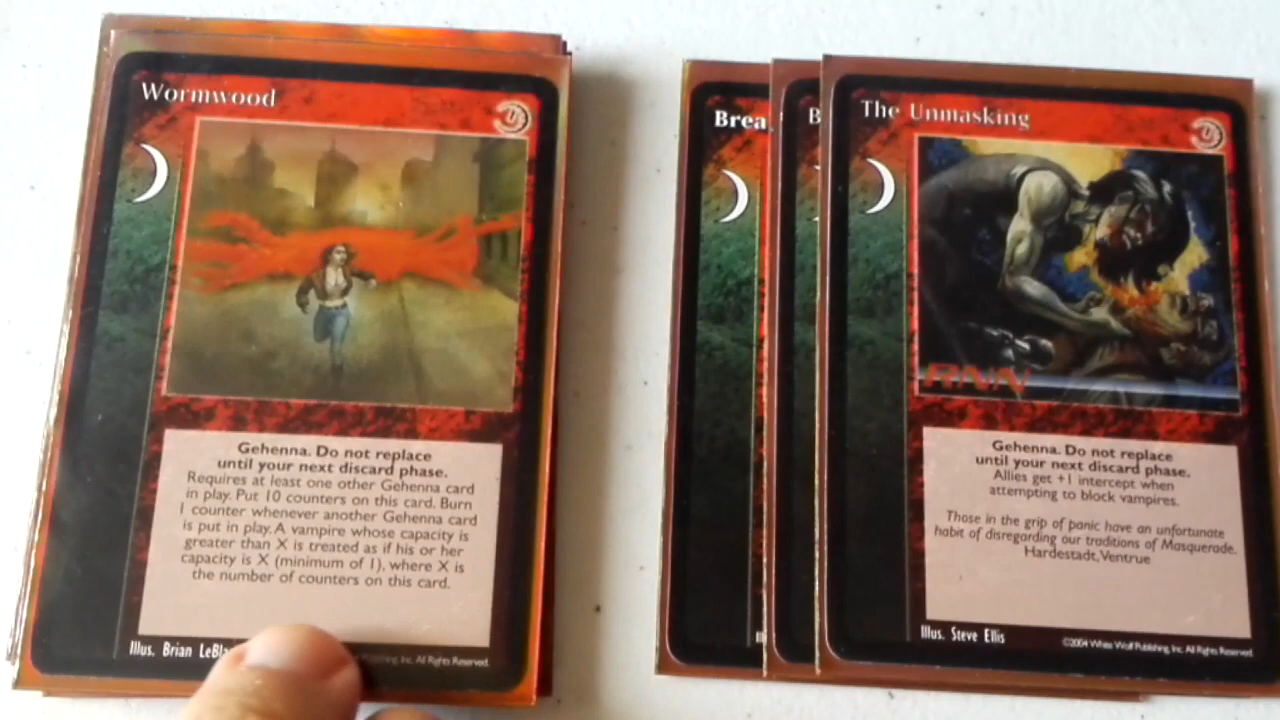 Wormwood
Gehenna. Do not replace
until your next discard phase.
Requires at least one other Gehenna card
in play. Put 10 counters on this card. Burn
1 counter whenever another Gehenna card
is put in play. A vampire whose capacity is
greater than X is treated as if his or her
capacity is X (minimum of 1), where X is
the number of counters on this card.
Illus. Brian
Inc. All Rights Reserved.
The Unmasking
RNN
Gehenna. Do not replace
until your next discard phase.
Allies get +1 intercept when
attempting to block vampires.
Those in the grip of panic have an unfortunate
habit of disregarding our traditions of Masquerade.
Hardestadt, Ventrue
Illus. Steve Ellis
©2004 White Wolf Publishing, Inc. All Rights Reserved.